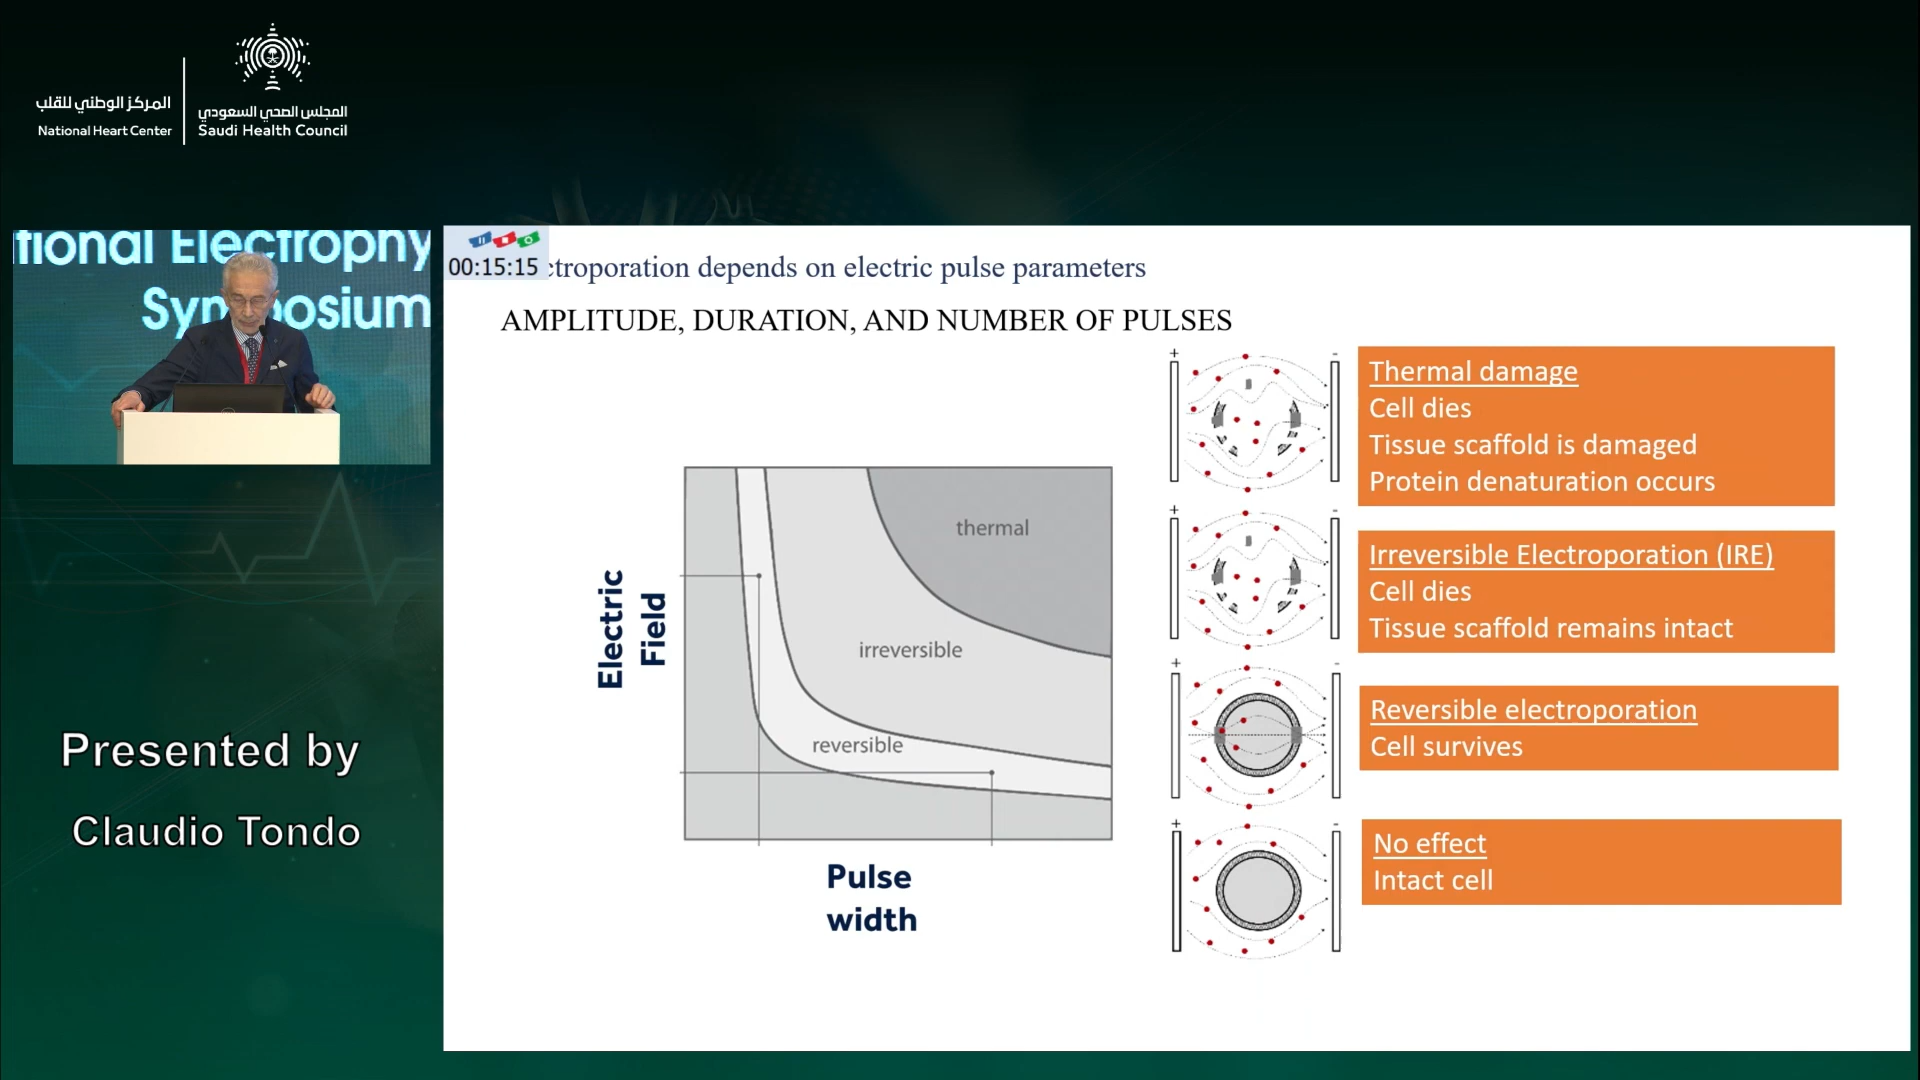 المركز الوطني للقلب
National Heart Center
المجلس الصحي السعودي
Saudi Health Council
tional Electrophy
Symposium
00:15:15
ctroporation depends on electric pulse parameters
AMPLITUDE, DURATION, AND NUMBER OF PULSES
Electric
Field
thermal
irreversible
reversible
Pulse
width
+ -
Thermal damage
Cell dies
Tissue scaffold is damaged
Protein denaturation occurs
+ -
Irreversible Electroporation (IRE)
Cell dies
Tissue scaffold remains intact
+ -
Reversible electroporation
Cell survives
+ -
No effect
Intact cell
Presented by
Claudio Tondo